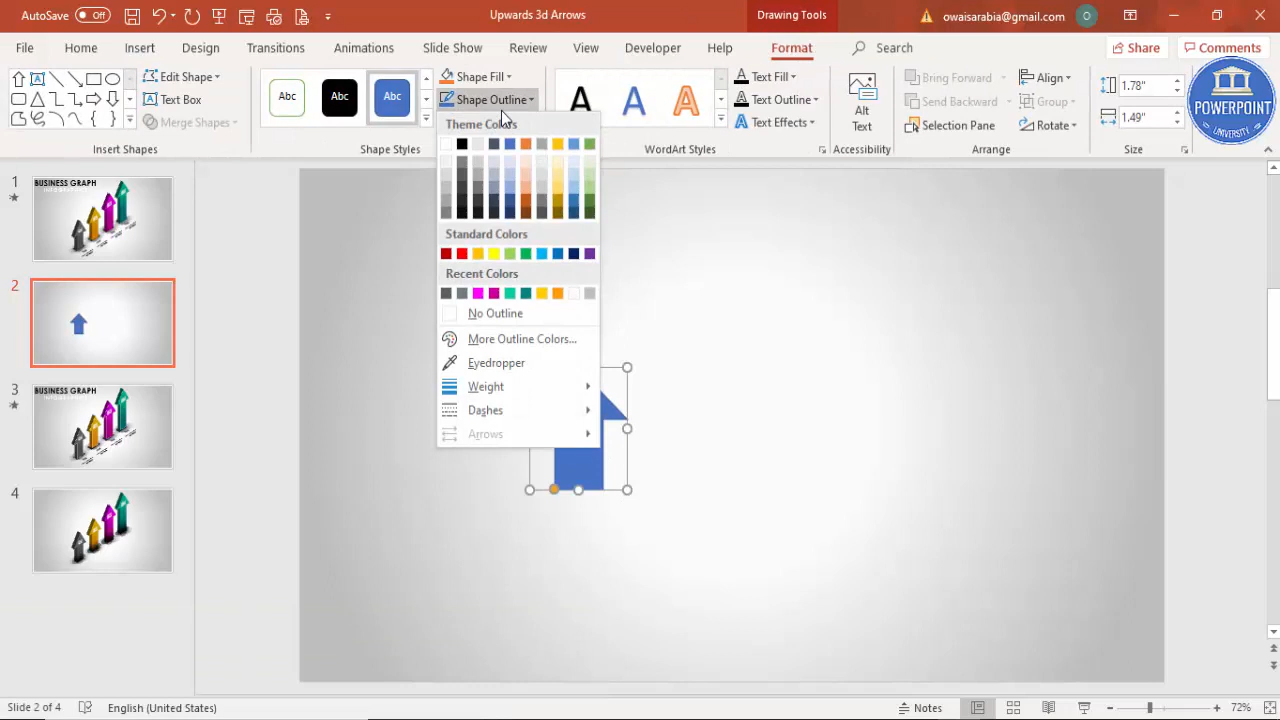 AutoSave Off Upwards 3d Arrows Drawing Tools owaisarabia@gmail.com O
File Home Insert Design Transitions Animations Slide Show Review View Developer Help Format Search Share Comments
Edit Shape
Text Box
Merge Shapes
Insert Shapes
Abc Abc Abc
Shape Fill
Shape Outline
Shape Styles
A A A
Text Fill
Text Outline
Text Effects
WordArt Styles
Alt
Text
Accessibility
Bring Forward
Send Backward
Selection Pane
Align
Group
Rotate
Arrange
1.78"
1.49"
Size
POWERPOINT
UNIVERSITY
Theme Colors
Standard Colors
Recent Colors
No Outline
More Outline Colors...
Eyedropper
Weight
Dashes
Arrows
1
BUSINESS GRAPH
2
3
BUSINESS GRAPH
4
Slide 2 of 4 English (United States) Notes 72%